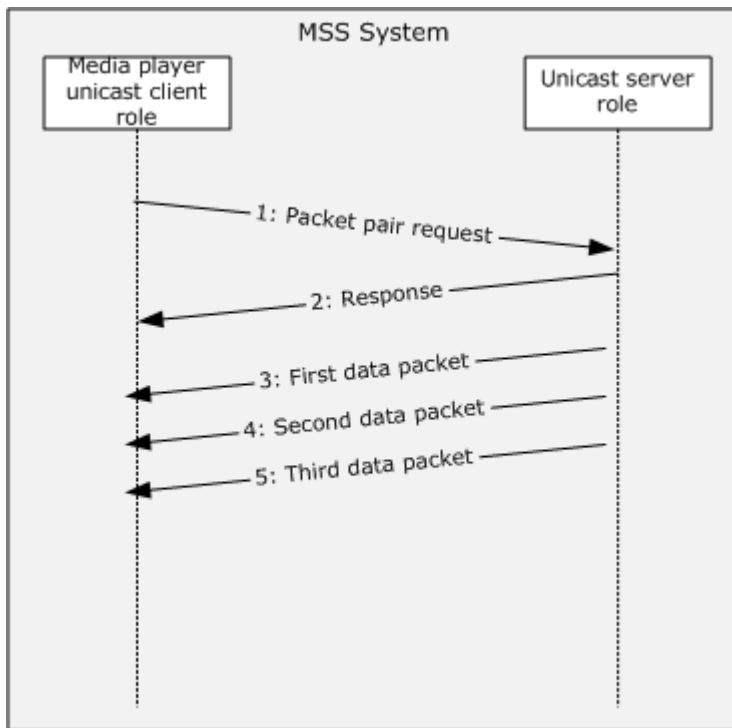 MSS System
Media player
unicast client
role
Unicast server
role
1: Packet pair request
2: Response
3: First data packet
4: Second data packet
5: Third data packet